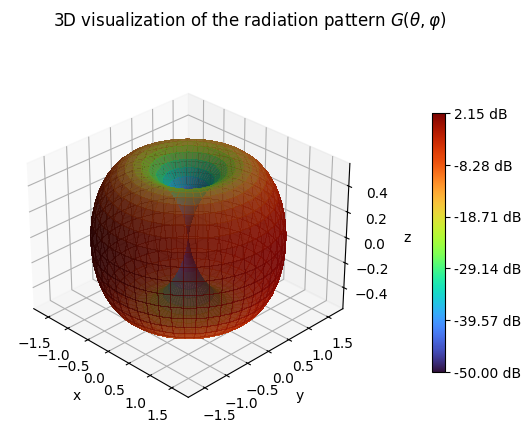 3D visualization of the radiation pattern G(θ, φ)
2.15 dB
-8.28 dB
-18.71 dB
-29.14 dB
-39.57 dB
-50.00 dB
0.4
0.2
0.0
−0.2
−0.4
z
−1.5
−1.0
−0.5
0.0
0.5
1.0
1.5
x
−1.5
−1.0
−0.5
0.0
0.5
1.0
1.5
y